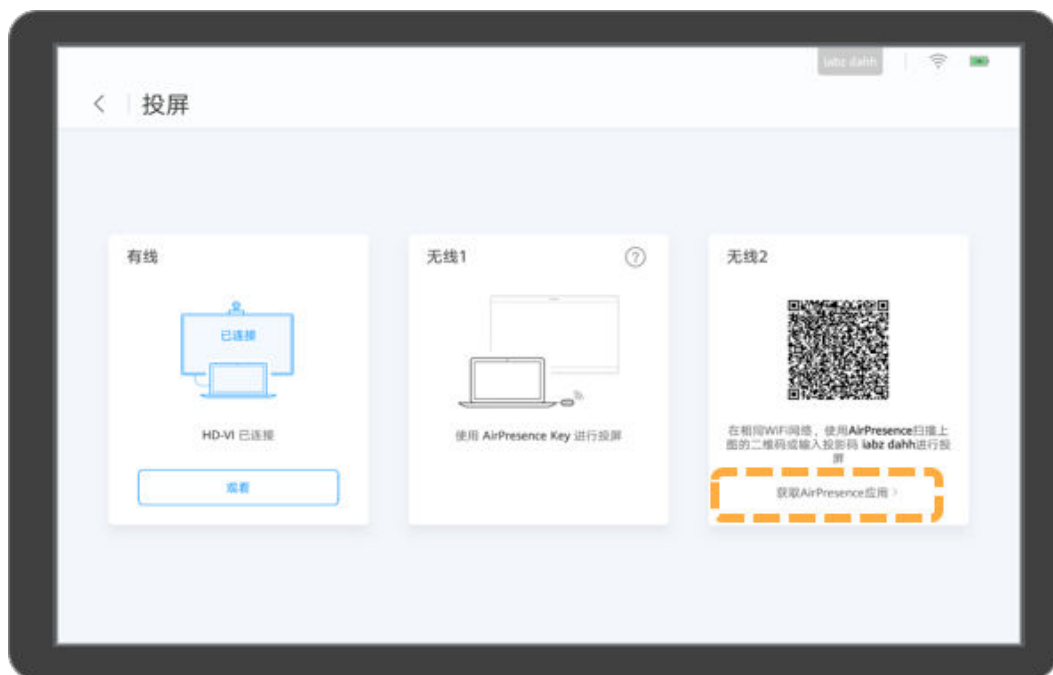 iabz dahh
投屏
有线
已连接
HD-VI 已连接
观看
无线1
?
使用 AirPresence Key 进行投屏
无线2
在相同WiFi网络，使用AirPresence扫描上
图的二维码或输入投影码 iabz dahh进行投
屏
获取AirPresence应用